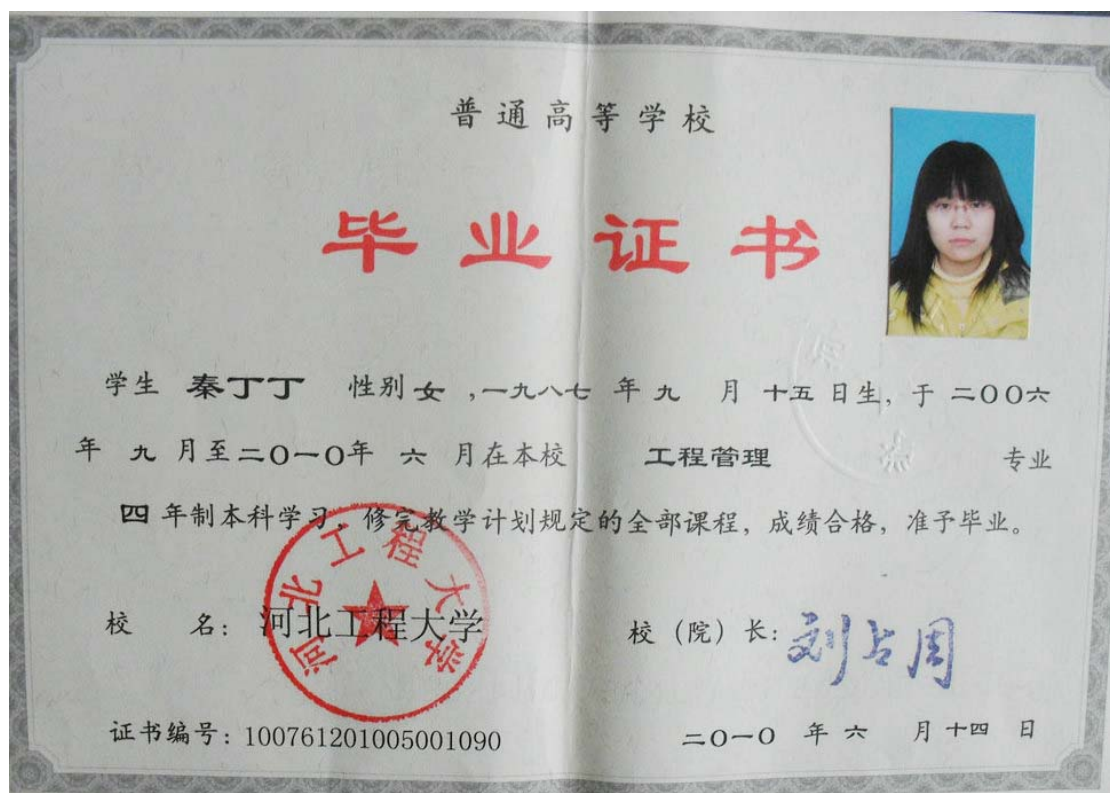 普通高等学校
毕业证书
学生 秦丁丁 性别 女 ,一九八七 年 九 月 十五 日生, 于 二00六
年 九 月至 二0一0年 六 月在本校 工程管理 专业
四 年制本科学习, 修完教学计划规定的全部课程, 成绩合格, 准予毕业。
河北工程大学
校 名: 河北工程大学
校 (院) 长: 刘占周
证书编号: 100761201005001090
二0一0 年 六 月 十四 日